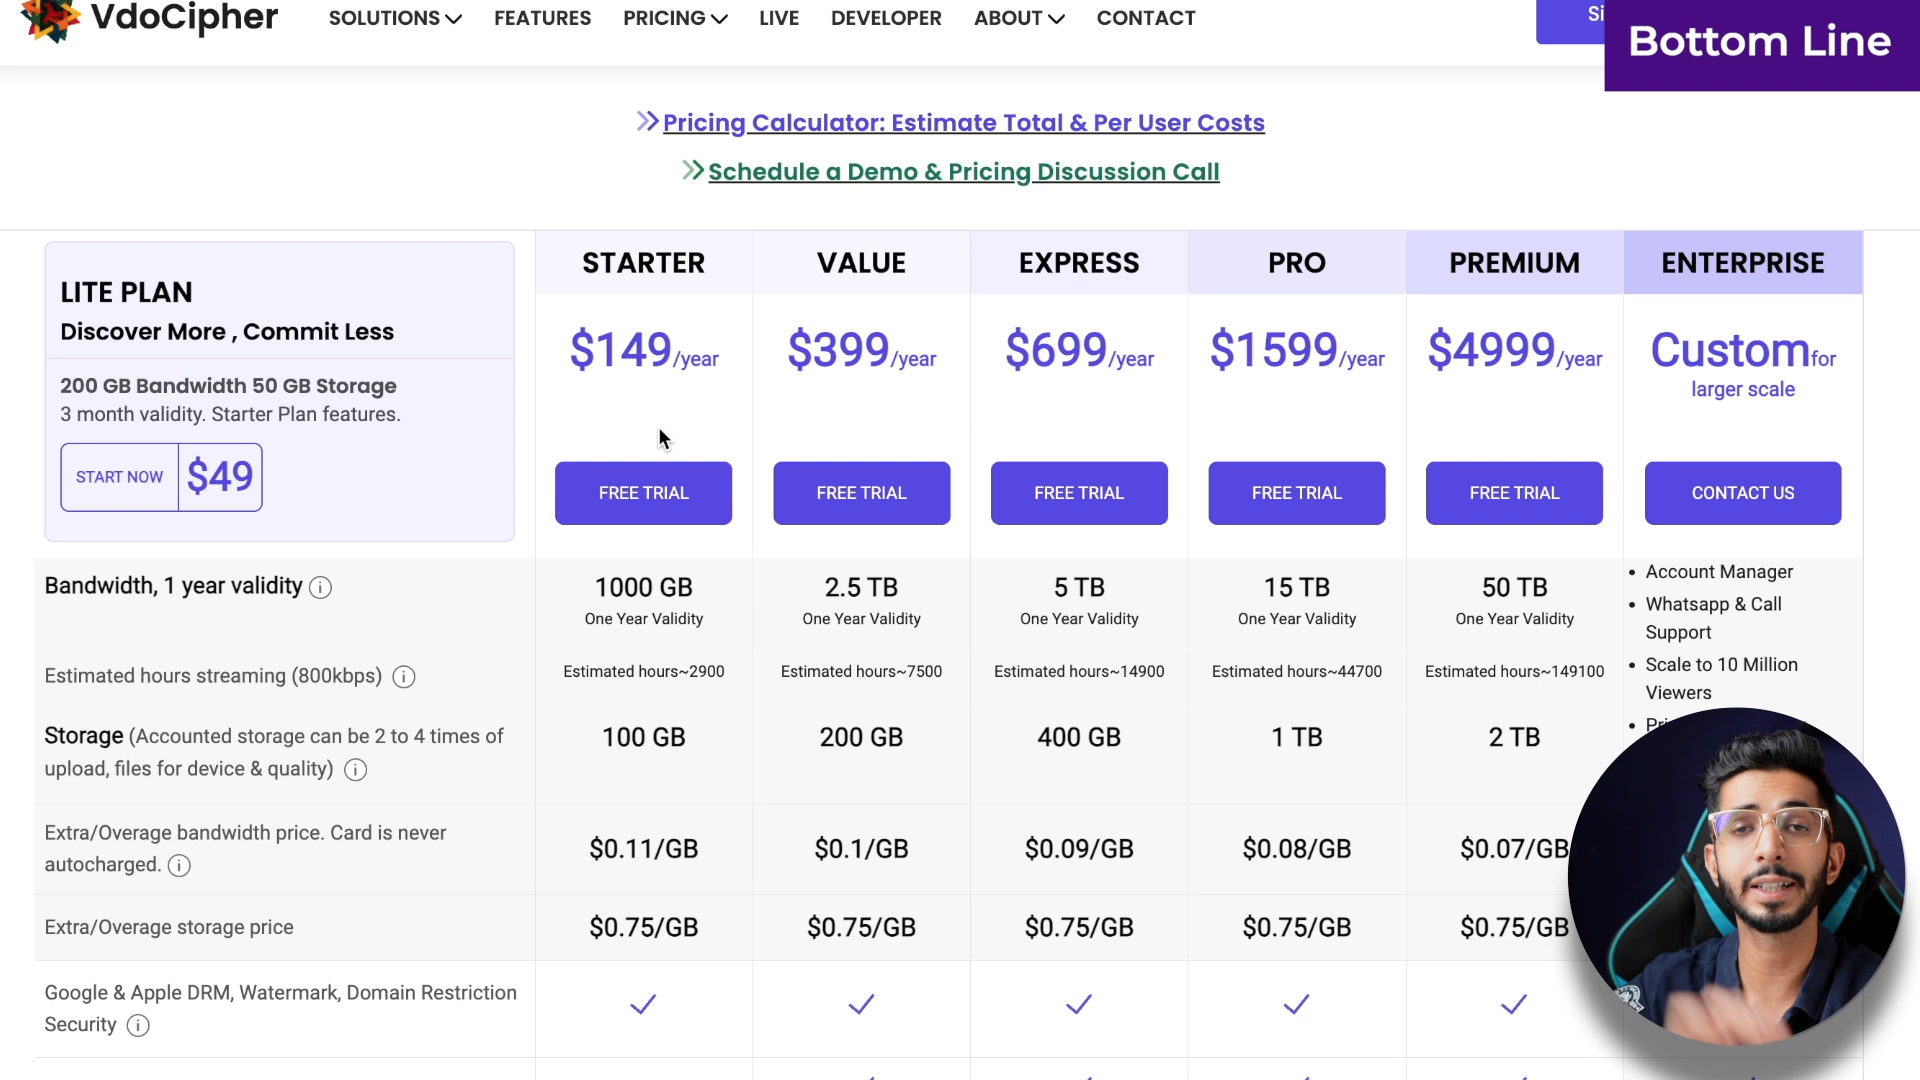 VdoCipher
SOLUTIONS FEATURES PRICING LIVE DEVELOPER ABOUT CONTACT
Si
Bottom Line
Pricing Calculator: Estimate Total & Per User Costs
Schedule a Demo & Pricing Discussion Call
LITE PLAN
Discover More , Commit Less
200 GB Bandwidth 50 GB Storage
3 month validity. Starter Plan features.
START NOW $49
STARTER VALUE EXPRESS PRO PREMIUM ENTERPRISE
$149/year $399/year $699/year $1599/year $4999/year Custom for
larger scale
FREE TRIAL FREE TRIAL FREE TRIAL FREE TRIAL FREE TRIAL CONTACT US
Bandwidth, 1 year validity 1000 GB 2.5 TB 5 TB 15 TB 50 TB
One Year Validity One Year Validity One Year Validity One Year Validity One Year Validity
Estimated hours streaming (800kbps) Estimated hours~2900 Estimated hours~7500 Estimated hours~14900 Estimated hours~44700 Estimated hours~149100
Account Manager
Whatsapp & Call
Support
Scale to 10 Million
Viewers
Storage (Accounted storage can be 2 to 4 times of
upload, files for device & quality)
100 GB 200 GB 400 GB 1 TB 2 TB
Extra/Overage bandwidth price. Card is never
autocharged.
$0.11/GB $0.1/GB $0.09/GB $0.08/GB $0.07/GB
Extra/Overage storage price $0.75/GB $0.75/GB $0.75/GB $0.75/GB $0.75/GB
Google & Apple DRM, Watermark, Domain Restriction
Security